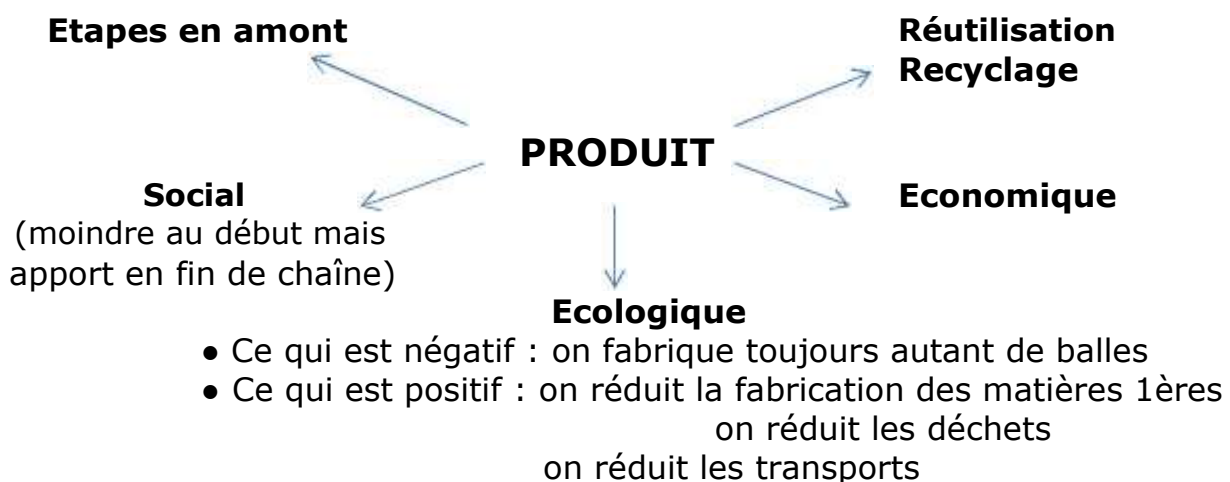 Etapes en amont
Réutilisation
Recyclage
PRODUIT
Social
(moindre au début mais
apport en fin de chaîne)
Economique
Ecologique
● Ce qui est négatif : on fabrique toujours autant de balles
● Ce qui est positif : on réduit la fabrication des matières 1ères
on réduit les déchets
on réduit les transports